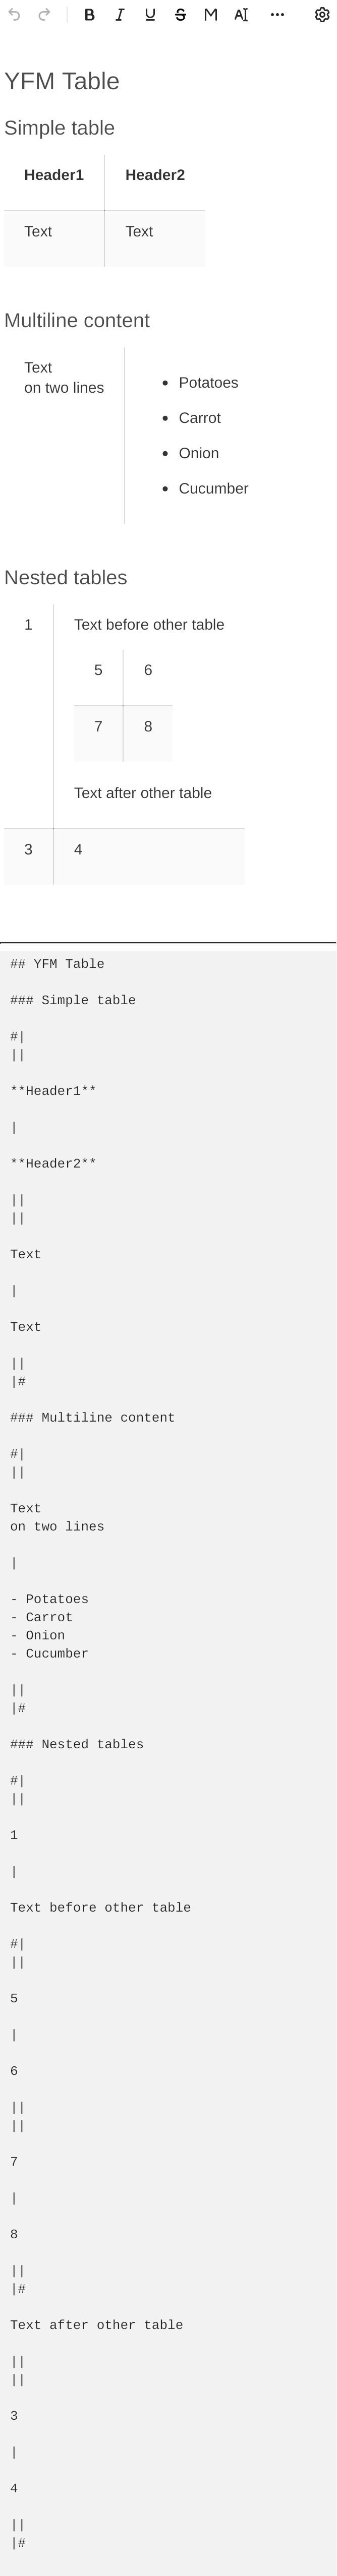 B I U S M AI
YFM Table
Simple table
Header1 Header2
Text Text
Multiline content
Text
on two lines
• Potatoes
• Carrot
• Onion
• Cucumber
Nested tables
1 Text before other table
5 6
7 8
Text after other table
3 4
## YFM Table
### Simple table
#|
||
**Header1**
|
**Header2**
||
||
Text
|
Text
||
|#
### Multiline content
#|
||
Text
on two lines
|
- Potatoes
- Carrot
- Onion
- Cucumber
||
|#
### Nested tables
#|
||
1
|
Text before other table
#|
||
5
|
6
||
||
7
|
8
||
|#
Text after other table
||
||
3
|
4
||
|#